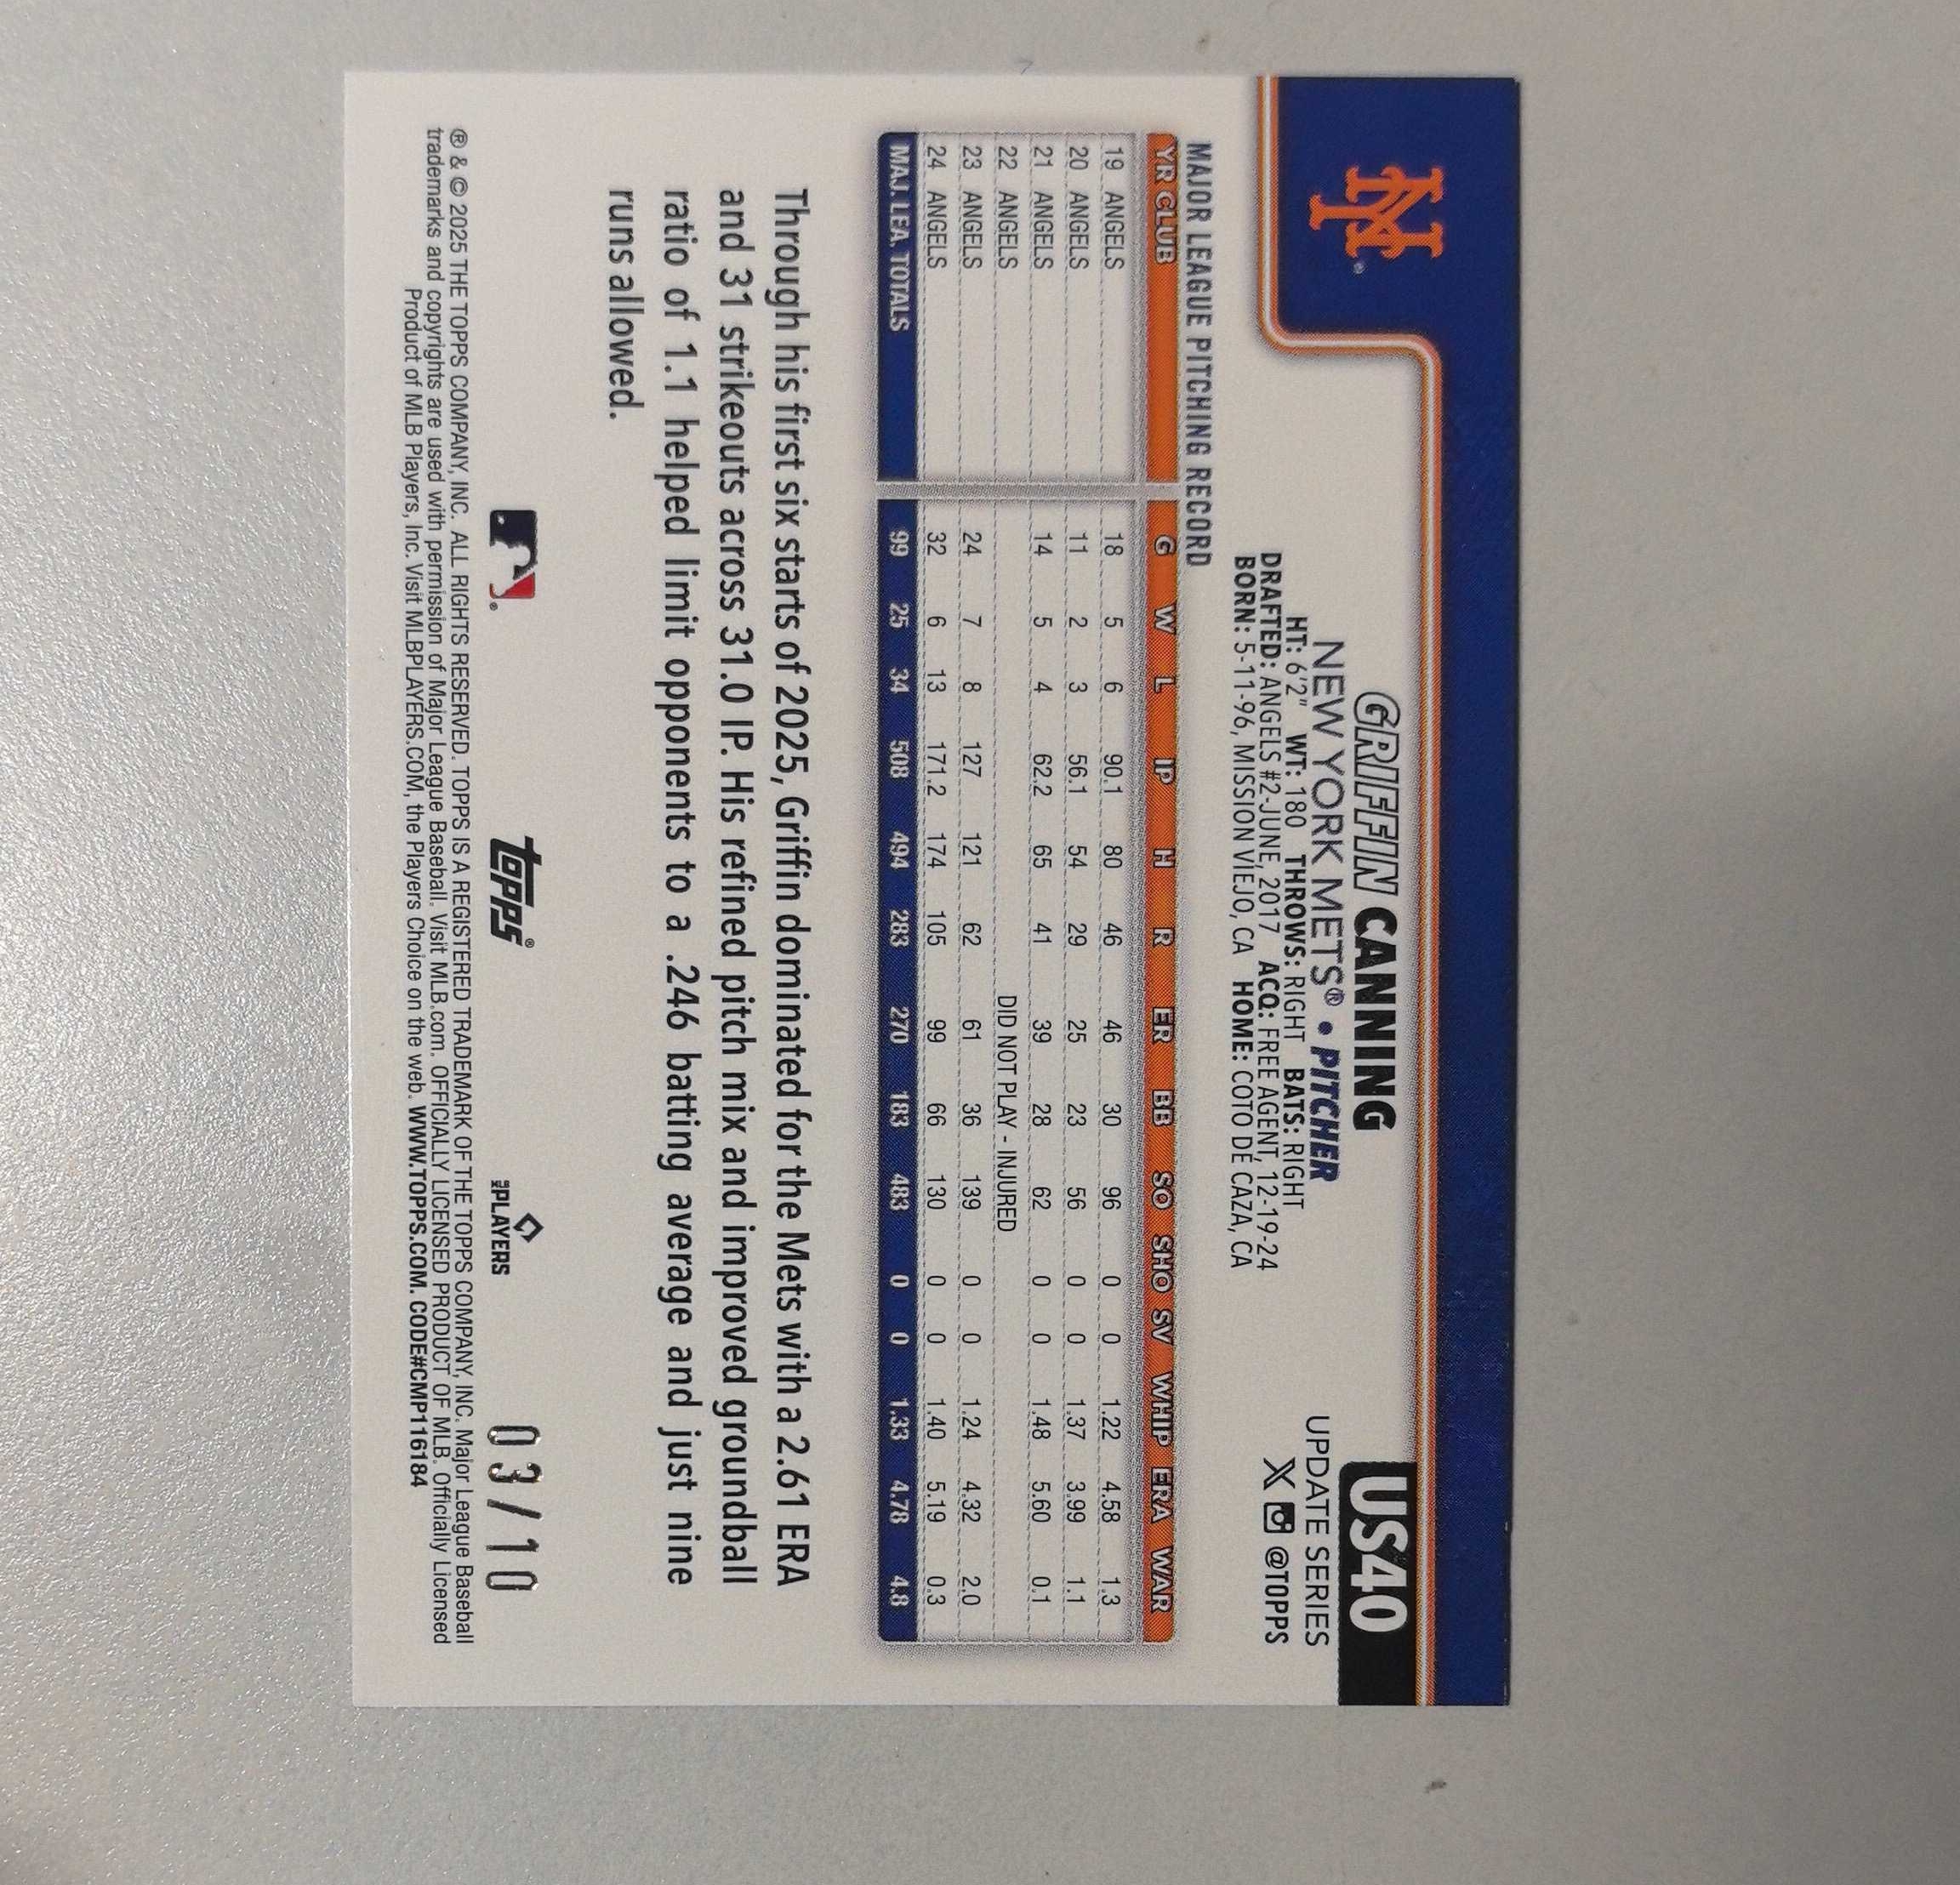 NY
US40
GRIFFIN CANNING
NEW YORK METS® • PITCHER
UPDATE SERIES
HT: 6'2" WT: 180 THROWS: RIGHT BATS: RIGHT
X @TOPPS
DRAFTED: ANGELS #2-JUNE, 2017 ACQ: FREE AGENT, 12-19-24
BORN: 5-11-96, MISSION VIEJO, CA HOME: COTO DE CAZA, CA
MAJOR LEAGUE PITCHING RECORD
YR CLUB G W L IP H R ER BB SO SHO SV WHIP ERA WAR
19 ANGELS 18 5 6 90.1 80 46 46 30 96 0 0 1.22 4.58 1.3
20 ANGELS 11 2 3 56.1 54 29 25 23 56 0 0 1.37 3.99 1.1
21 ANGELS 14 5 4 62.2 65 41 39 28 62 0 0 1.48 5.60 0.1
22 ANGELS DID NOT PLAY - INJURED
23 ANGELS 24 7 8 127 121 62 61 36 139 0 0 1.24 4.32 2.0
24 ANGELS 32 6 13 171.2 174 105 99 66 130 0 0 1.40 5.19 0.3
MAJ. LEA. TOTALS 99 25 34 508 494 283 270 183 483 0 0 1.33 4.78 4.8
Through his first six starts of 2025, Griffin dominated for the Mets with a 2.61 ERA
and 31 strikeouts across 31.0 IP. His refined pitch mix and improved groundball
ratio of 1.1 helped limit opponents to a .246 batting average and just nine
runs allowed.
topps® MLB PLAYERS 03/10
® & © 2025 THE TOPPS COMPANY, INC. ALL RIGHTS RESERVED. TOPPS IS A REGISTERED TRADEMARK OF THE TOPPS COMPANY, INC. Major League Baseball
trademarks and copyrights are used with permission of Major League Baseball. Visit MLB.com. OFFICIALLY LICENSED PRODUCT OF MLB. Officially Licensed
Product of MLB Players, Inc. Visit MLBPLAYERS.COM, the Players Choice on the web. WWW.TOPPS.COM. CODE#CMP116184